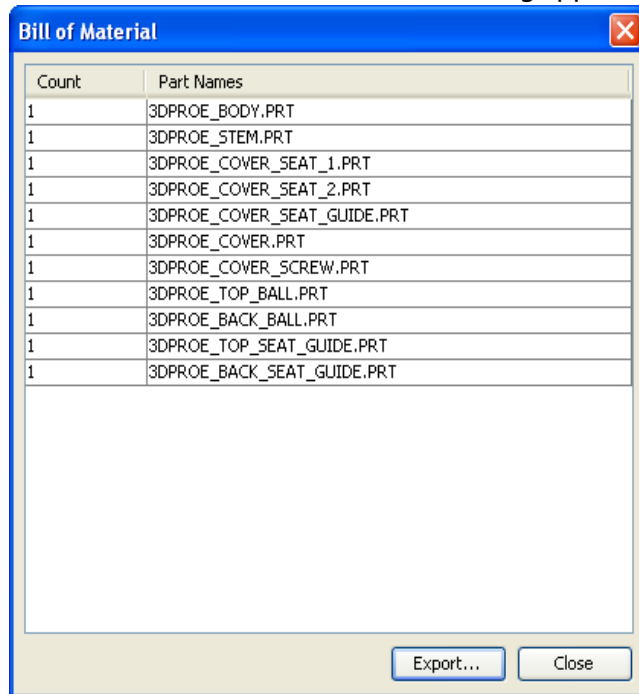 Bill of Material
Count Part Names
1 3DPROE_BODY.PRT
1 3DPROE_STEM.PRT
1 3DPROE_COVER_SEAT_1.PRT
1 3DPROE_COVER_SEAT_2.PRT
1 3DPROE_COVER_SEAT_GUIDE.PRT
1 3DPROE_COVER.PRT
1 3DPROE_COVER_SCREW.PRT
1 3DPROE_TOP_BALL.PRT
1 3DPROE_BACK_BALL.PRT
1 3DPROE_TOP_SEAT_GUIDE.PRT
1 3DPROE_BACK_SEAT_GUIDE.PRT
Export... Close